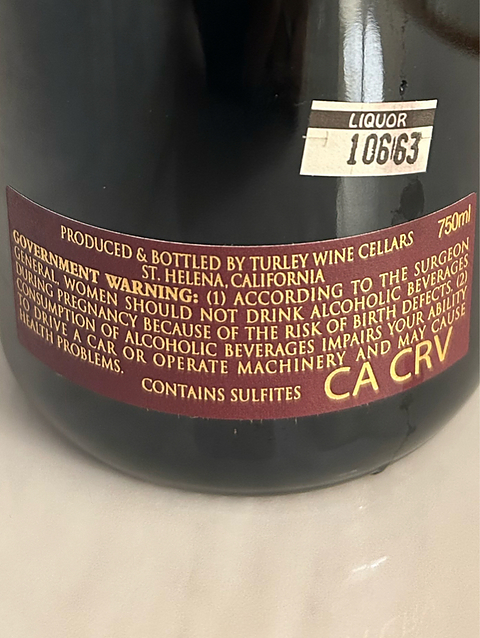 LIQUOR
10663
750ml
PRODUCED & BOTTLED BY TURLEY WINE CELLARS
ST. HELENA, CALIFORNIA
GOVERNMENT WARNING: (1) ACCORDING TO THE SURGEON
GENERAL, WOMEN SHOULD NOT DRINK ALCOHOLIC BEVERAGES
DURING PREGNANCY BECAUSE OF THE RISK OF BIRTH DEFECTS. (2)
CONSUMPTION OF ALCOHOLIC BEVERAGES IMPAIRS YOUR ABILITY
TO DRIVE A CAR OR OPERATE MACHINERY AND MAY CAUSE
HEALTH PROBLEMS.
CONTAINS SULFITES
CA CRV